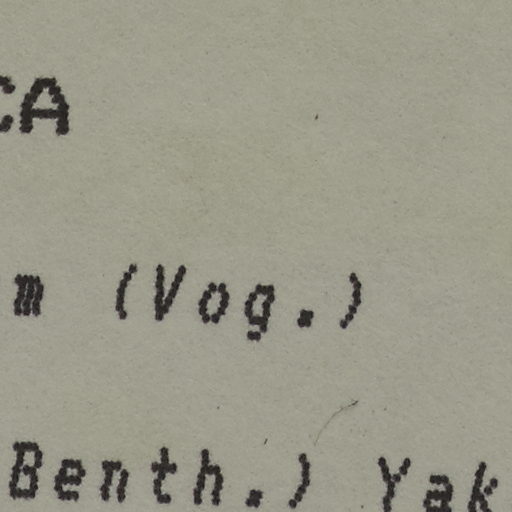 CA
m (Vog.)
Benth.) Yak